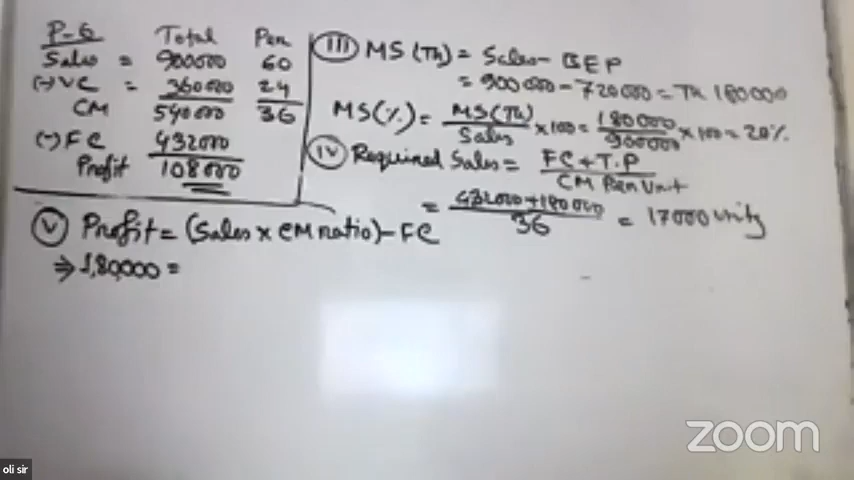 P-6 Total Per
Sales = 900000 60
(-) VC = 360000 24
CM 540000 36
(-) FC 432000
Profit 108000
III MS (Tk) = Sales - BEP
= 900000 - 720000 = Tk 180000
MS(%) = MS(Tk) / Sales × 100 = 180000 / 900000 × 100 = 20%
IV Required Sales = FC + T.P / CM Per Unit
= 432000 + 180000 / 36 = 17000 units
V Profit = (Sales × CM ratio) - FC
⇒ 1,80,000 =
zoom
oli sir